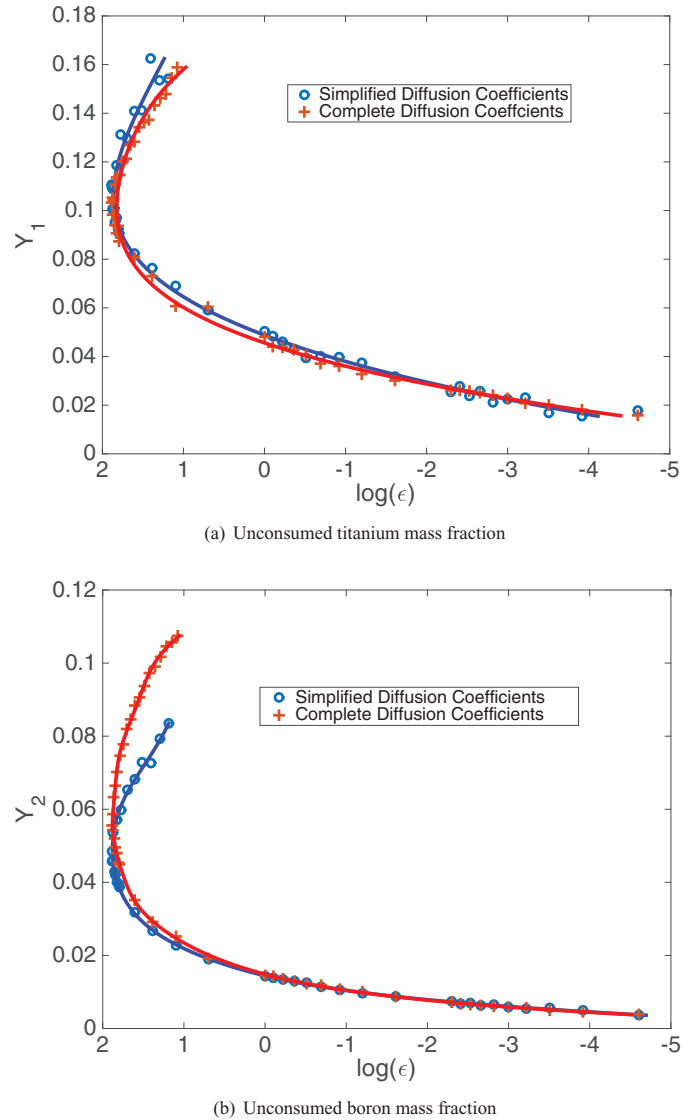 0.18
0.16
0.14
0.12
0.1
0.08
0.06
0.04
0.02
0
Y1
Simplified Diffusion Coefficients
Complete Diffusion Coeffcients
2 1 0 -1 -2 -3 -4 -5
log(ϵ)
(a) Unconsumed titanium mass fraction
0.12
0.1
0.08
0.06
0.04
0.02
0
Y2
Simplified Diffusion Coefficients
Complete Diffusion Coefficients
2 1 0 -1 -2 -3 -4 -5
log(ϵ)
(b) Unconsumed boron mass fraction